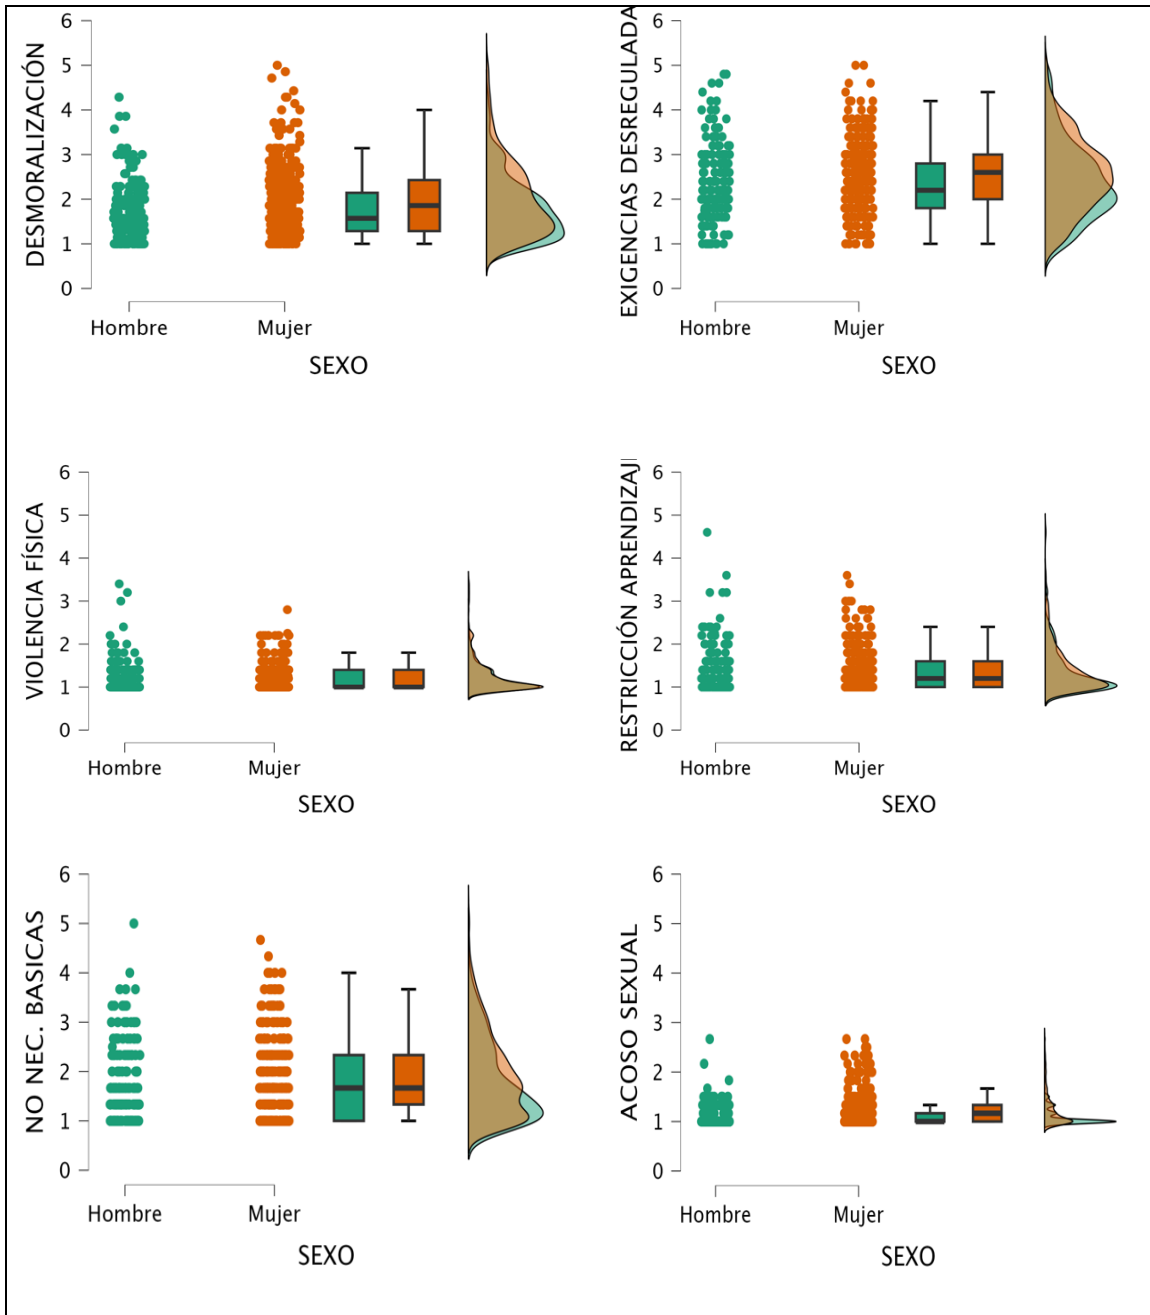 DESMORALIZACIÓN
6
5
4
3
2
1
0
Hombre Mujer
SEXO
EXIGENCIAS DESREGULADA
6
5
4
3
2
1
0
Hombre Mujer
SEXO
VIOLENCIA FÍSICA
6
5
4
3
2
1
0
Hombre Mujer
SEXO
RESTRICCIÓN APRENDIZAJ
6
5
4
3
2
1
0
Hombre Mujer
SEXO
NO NEC. BASICAS
6
5
4
3
2
1
0
Hombre Mujer
SEXO
ACOSO SEXUAL
6
5
4
3
2
1
0
Hombre Mujer
SEXO